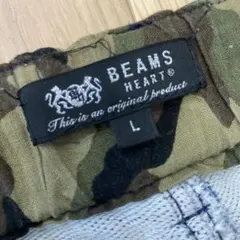 BEAMS
HEART®
This is an original product
L